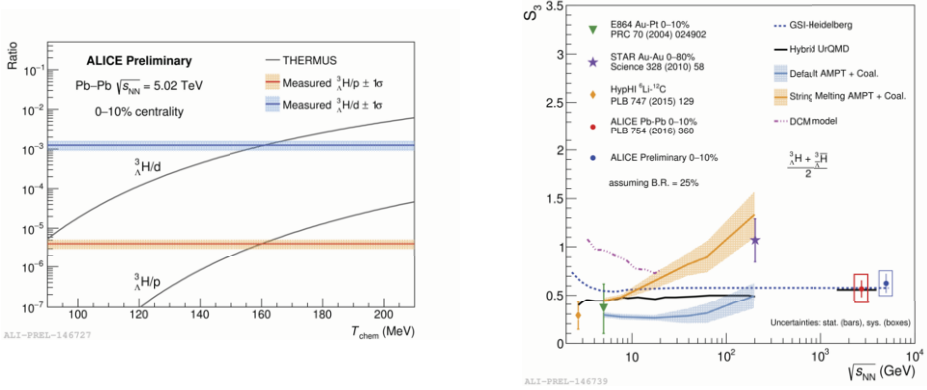 Ratio
10⁻¹
10⁻²
10⁻³
10⁻⁴
10⁻⁵
10⁻⁶
10⁻⁷
ALICE Preliminary
Pb–Pb √sNN = 5.02 TeV
0–10% centrality
THERMUS
Measured ³ΛH/p ± 1σ
Measured ³ΛH/p ± 1σ
³ΛH/d
³ΛH/p
100 120 140 160 180 200
Tchem (MeV)
ALI-PREL-146727
S₃
3.5
3
2.5
2
1.5
1
0.5
0
E864 Au-Pt 0–10%
PRC 70 (2004) 024902
STAR Au-Au 0–80%
Science 328 (2010) 58
HypHI ⁶Li-¹²C
PLB 747 (2015) 129
ALICE Pb-Pb 0–10%
PLB 754 (2016) 360
ALICE Preliminary 0–10%
assuming B.R. = 25%
GSI-Heidelberg
Hybrid UrQMD
Default AMPT + Coal.
String Melting AMPT + Coal.
DCM model
³ΛH + ³Λ̅H̅
2
Uncertainties: stat. (bars), sys. (boxes)
10 10² 10³ 10⁴
√sNN (GeV)
ALI-PREL-146739